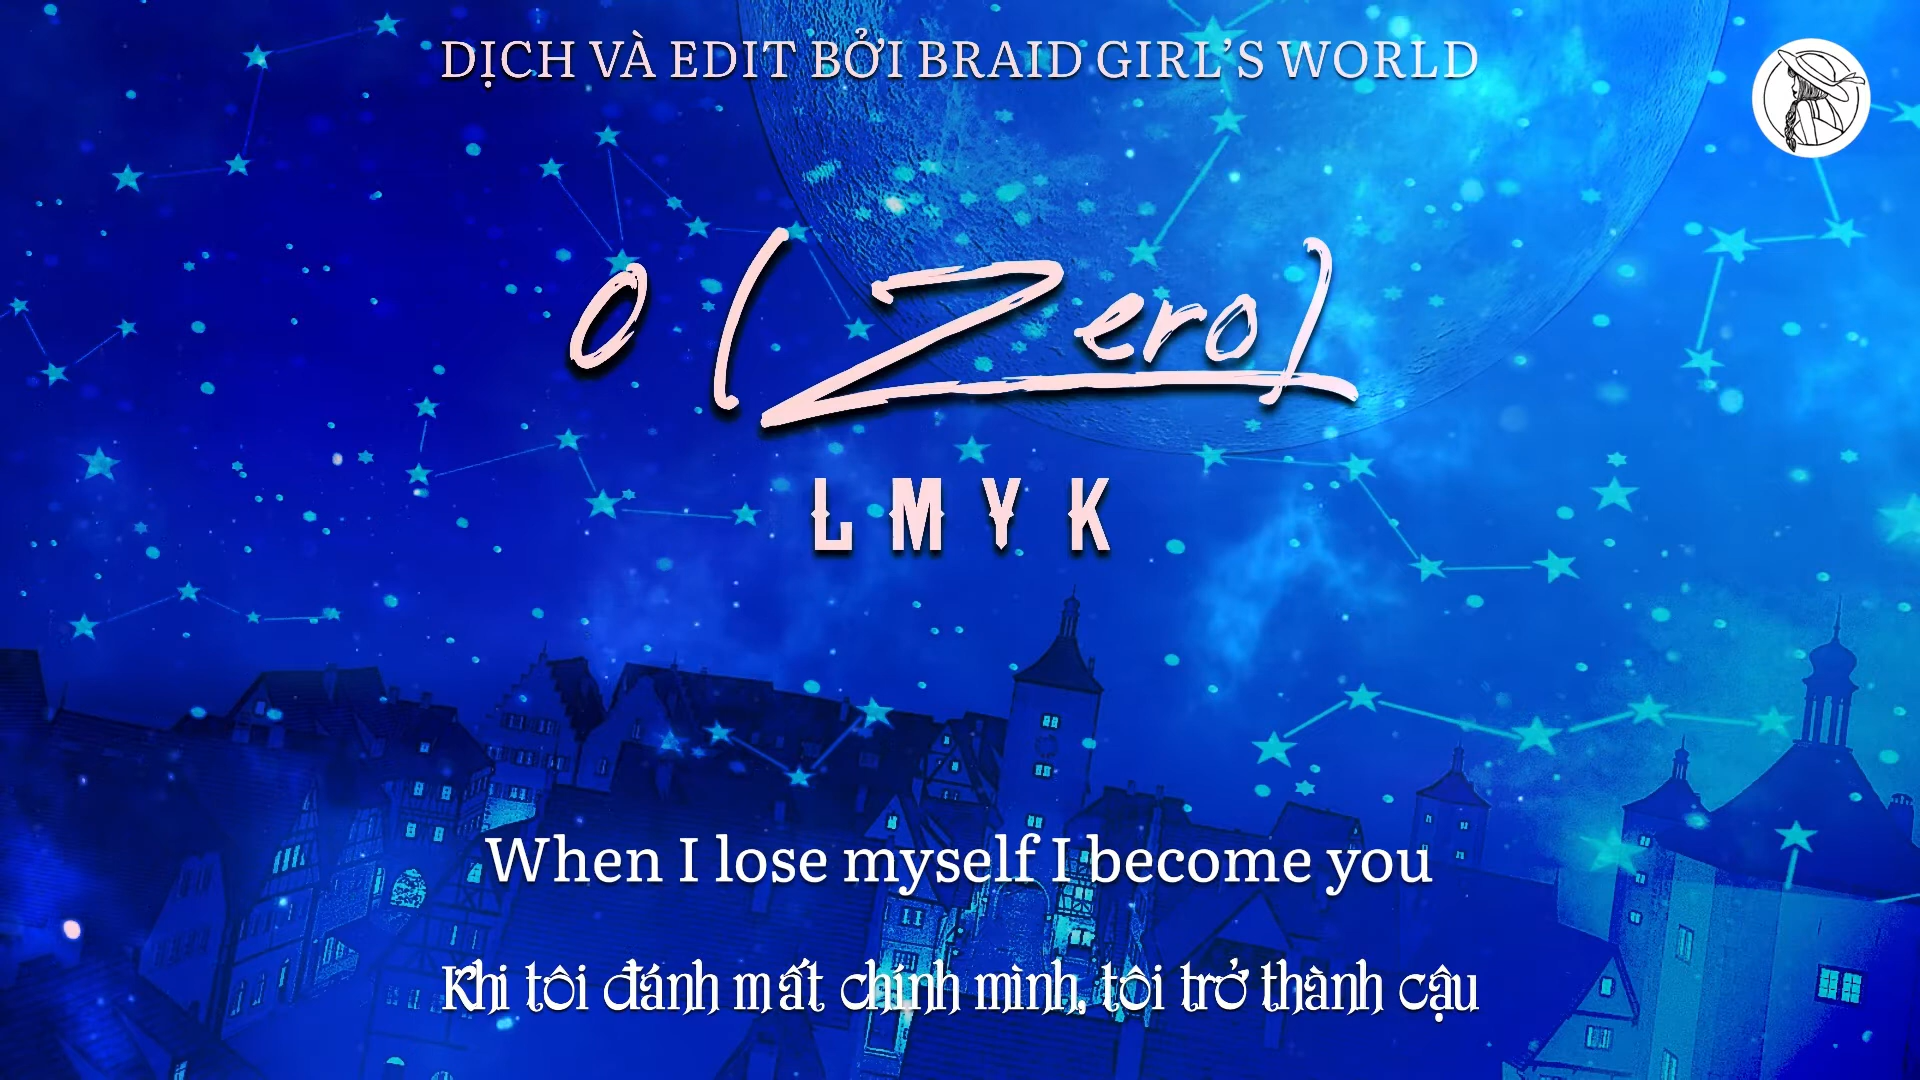 DỊCH VÀ EDIT BỞI BRAID GIRL'S WORLD
0 (Zero)
LMYK
When I lose myself I become you
Khi tôi đánh mất chính mình, tôi trở thành cậu